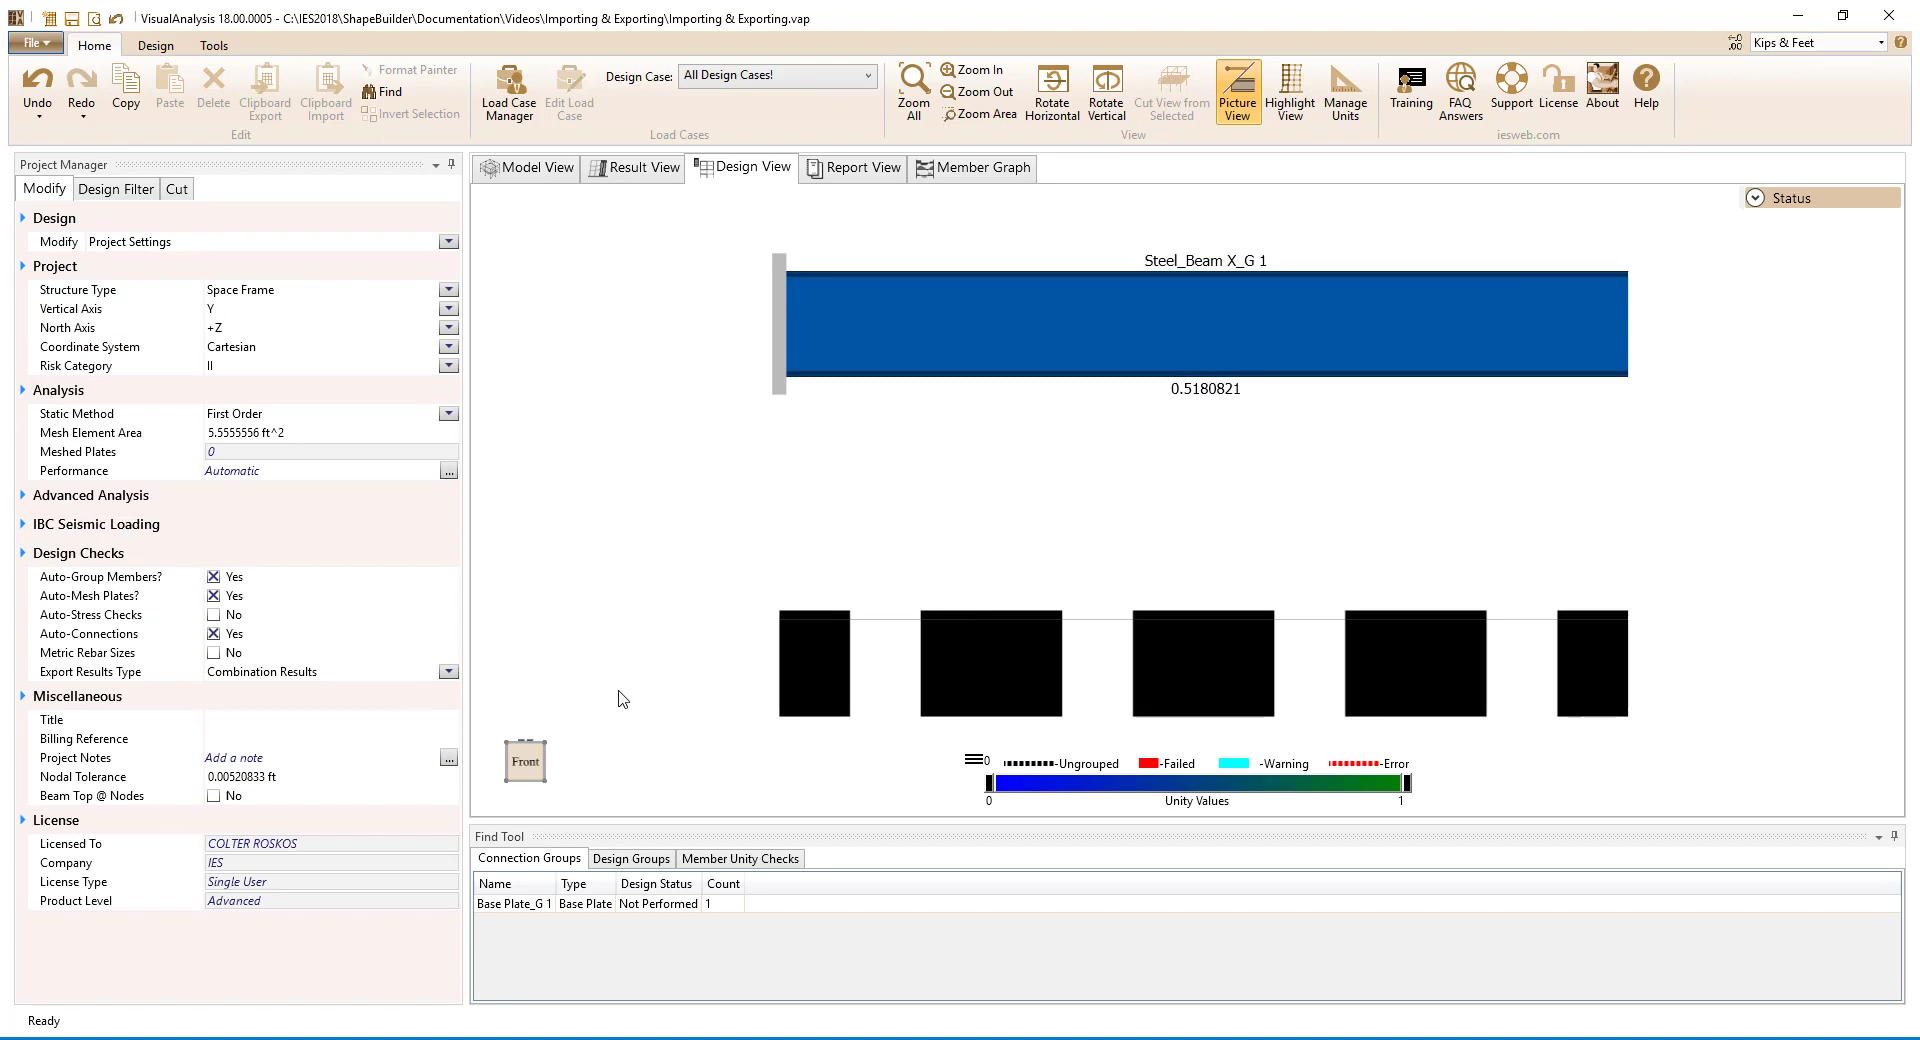 VisualAnalysis 18.00.0005 - C:\IES2018\ShapeBuilder\Documentation\Videos\Importing & Exporting\Importing & Exporting.vap
File Home Design Tools
Kips & Feet
Undo Redo Copy Paste Delete Clipboard Export Clipboard Import Format Painter Find Invert Selection
Edit
Load Case Manager Edit Load Case Design Case: All Design Cases!
Load Cases
Zoom All Zoom In Zoom Out Zoom Area Rotate Horizontal Rotate Vertical Cut View from Selected Picture View Highlight View Manage Units
View
Training FAQ Answers Support License About Help
iesweb.com
Project Manager
Modify Design Filter Cut
Design
Modify Project Settings
Project
Structure Type Space Frame
Vertical Axis Y
North Axis +Z
Coordinate System Cartesian
Risk Category II
Analysis
Static Method First Order
Mesh Element Area 5.5555556 ft^2
Meshed Plates 0
Performance Automatic ...
Advanced Analysis
IBC Seismic Loading
Design Checks
Auto-Group Members? Yes
Auto-Mesh Plates? Yes
Auto-Stress Checks No
Auto-Connections Yes
Metric Rebar Sizes No
Export Results Type Combination Results
Miscellaneous
Title
Billing Reference
Project Notes Add a note ...
Nodal Tolerance 0.00520833 ft
Beam Top @ Nodes No
License
Licensed To COLTER ROSKOS
Company IES
License Type Single User
Product Level Advanced
Model View Result View Design View Report View Member Graph
Status
Steel_Beam X_G 1
0.5180821
Front
0 -Ungrouped -Failed -Warning -Error
0 Unity Values 1
Find Tool
Connection Groups Design Groups Member Unity Checks
Name Type Design Status Count
Base Plate_G 1 Base Plate Not Performed 1
Ready